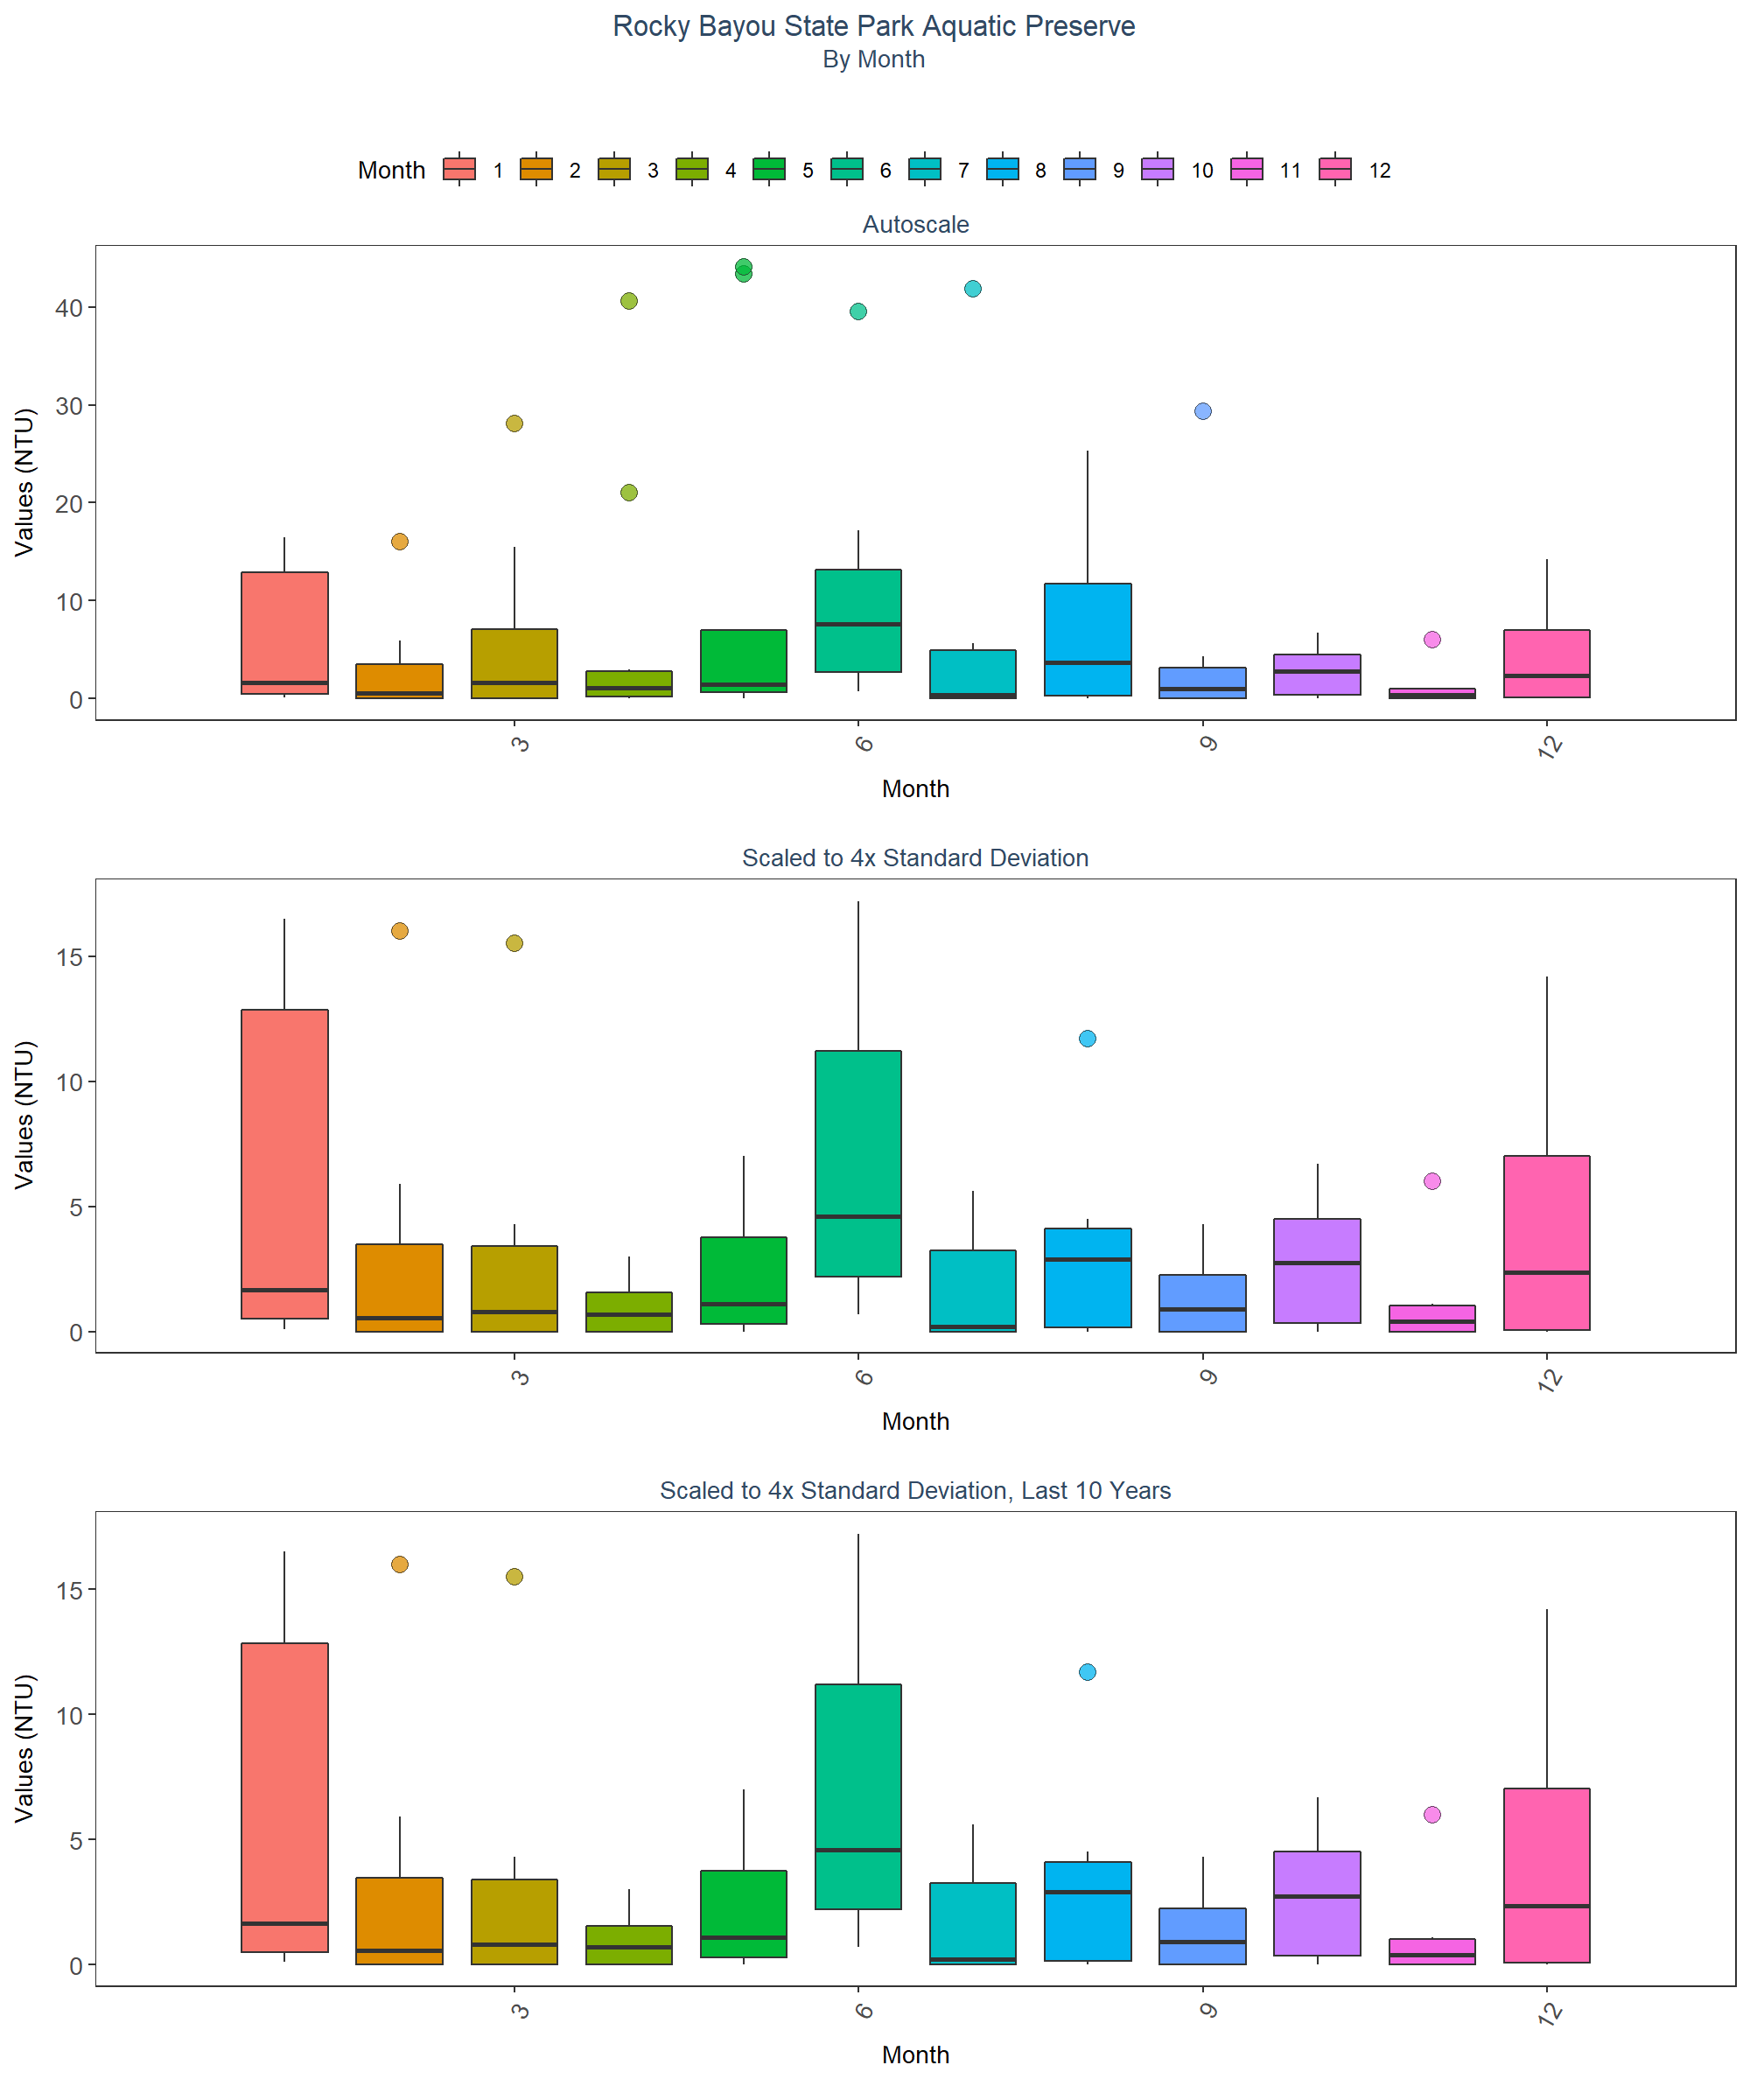 Rocky Bayou State Park Aquatic Preserve
By Month
Month 1 2 3 4 5 6 7 8 9 10 11 12
Autoscale
Values (NTU)
40
30
20
10
0
3 6 9 12
Month
Scaled to 4x Standard Deviation
Values (NTU)
15
10
5
0
3 6 9 12
Month
Scaled to 4x Standard Deviation, Last 10 Years
Values (NTU)
15
10
5
0
3 6 9 12
Month